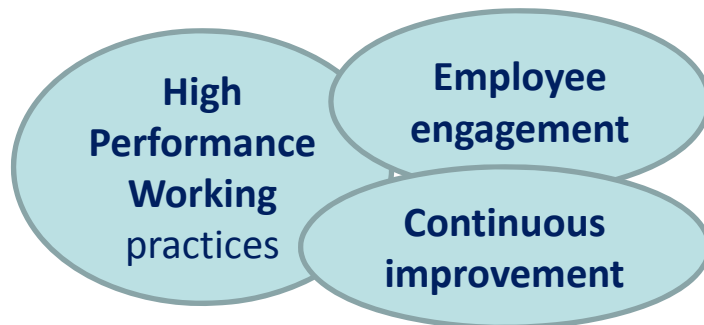 High
Performance
Working
practices
Employee
engagement
Continuous
improvement